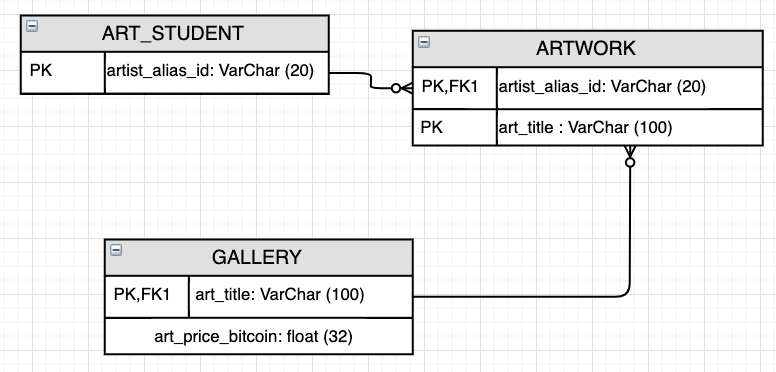 ART_STUDENT
PK artist_alias_id: VarChar (20)
ARTWORK
PK,FK1 artist_alias_id: VarChar (20)
PK art_title : VarChar (100)
GALLERY
PK,FK1 art_title: VarChar (100)
art_price_bitcoin: float (32)